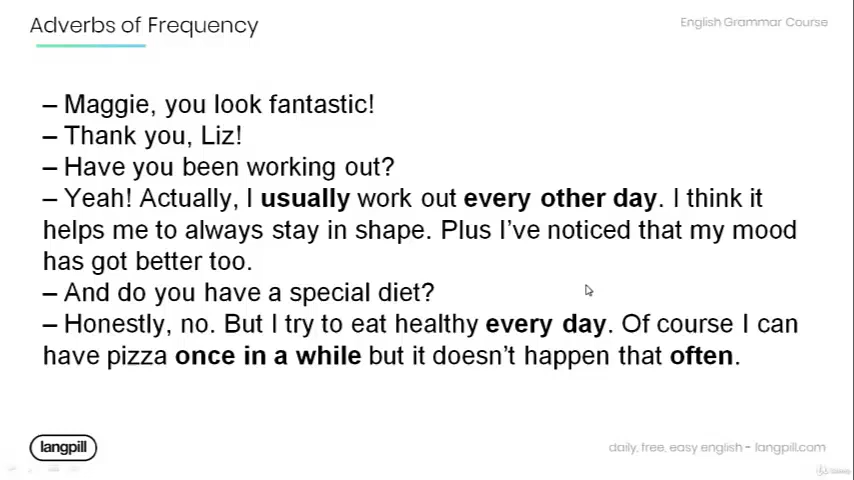 Adverbs of Frequency
English Grammar Course
– Maggie, you look fantastic!
– Thank you, Liz!
– Have you been working out?
– Yeah! Actually, I usually work out every other day. I think it
helps me to always stay in shape. Plus I’ve noticed that my mood
has got better too.
– And do you have a special diet?
– Honestly, no. But I try to eat healthy every day. Of course I can
have pizza once in a while but it doesn’t happen that often.
langpill
daily, free, easy english - langpill.com
Udemy